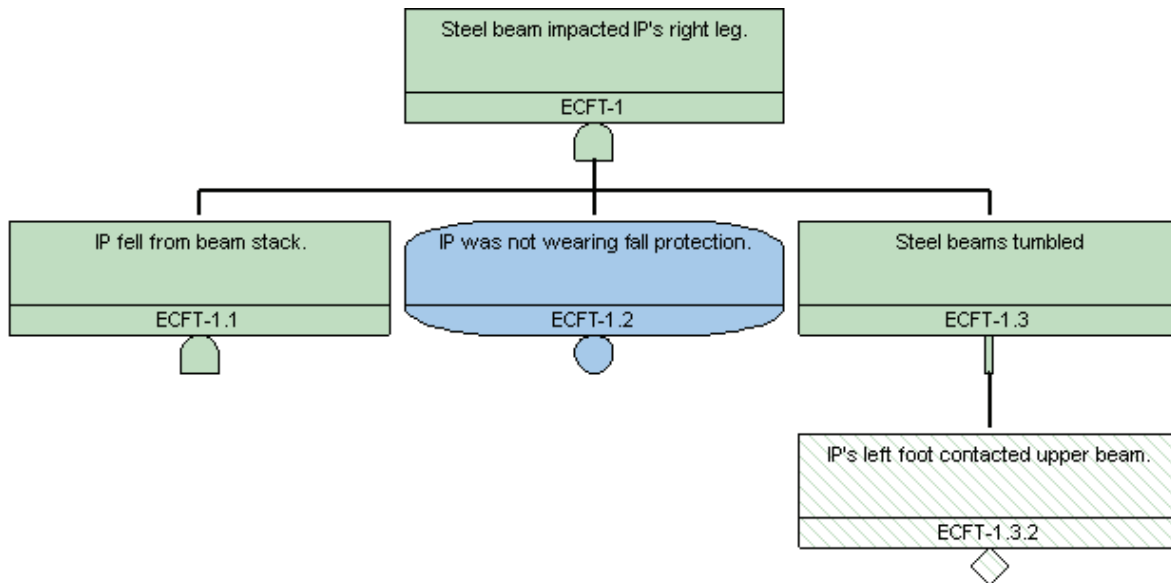 Steel beam impacted IP's right leg.
ECFT-1
IP fell from beam stack.
ECFT-1.1
IP was not wearing fall protection.
ECFT-1.2
Steel beams tumbled
ECFT-1.3
IP's left foot contacted upper beam.
ECFT-1.3.2